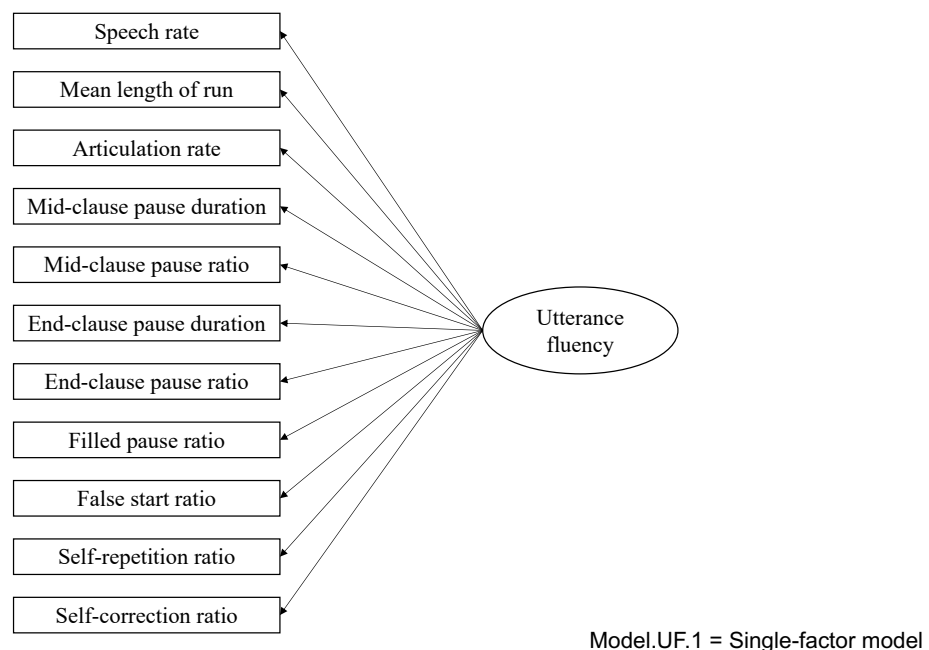 Speech rate
Mean length of run
Articulation rate
Mid-clause pause duration
Mid-clause pause ratio
End-clause pause duration
End-clause pause ratio
Filled pause ratio
False start ratio
Self-repetition ratio
Self-correction ratio
Utterance
fluency
Model.UF.1 = Single-factor model